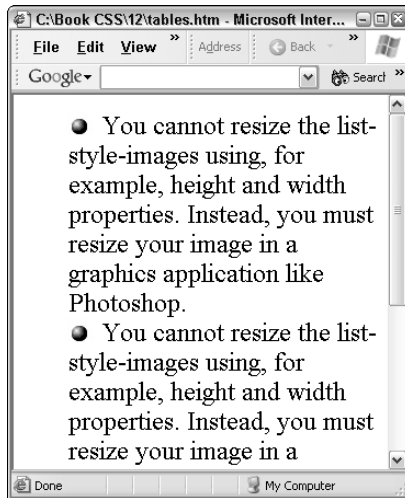 C:\Book CSS\12\tables.htm - Microsoft Inter...
File Edit View » Address Back »
Google Search »
You cannot resize the list-
style-images using, for
example, height and width
properties. Instead, you must
resize your image in a
graphics application like
Photoshop.
You cannot resize the list-
style-images using, for
example, height and width
properties. Instead, you must
resize your image in a
Done My Computer